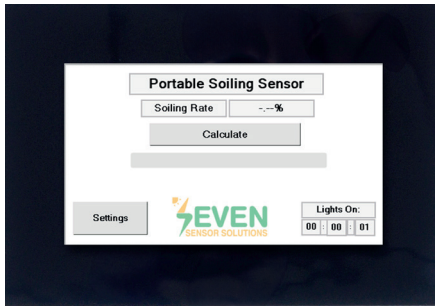 Portable Soiling Sensor
Soiling Rate -.--%
Calculate
Settings
SEVEN
SENSOR SOLUTIONS
Lights On:
00 : 00 : 01